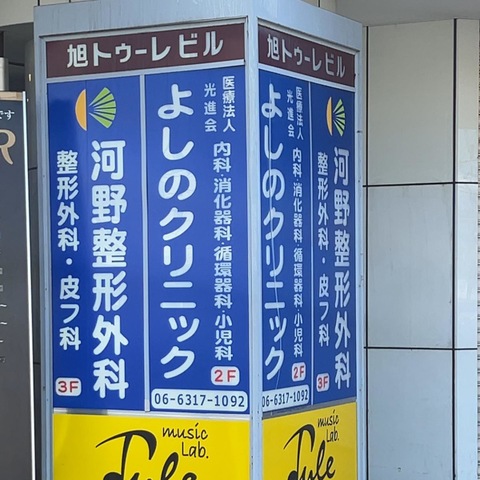 旭トゥーレビル
医療法人
光進会
よしのクリニック
内科・消化器科・循環器科・小児科
2F
06-6317-1092
河野整形外科
整形外科・皮フ科
3F
music
Lab.
旭トゥーレビル
河野整形外科
整形外科・皮フ科
3F
医療法人
光進会
よしのクリニック
内科・消化器科・循環器科・小児科
2F
06-6317-1092
music
Lab.
です
R